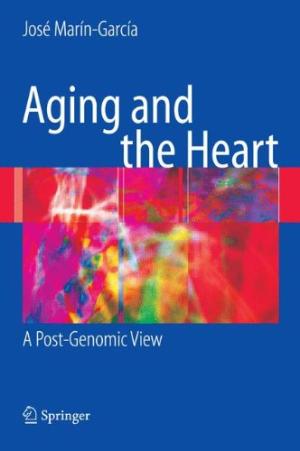 José Marín-García
Aging and
the Heart
A Post-Genomic View
Springer